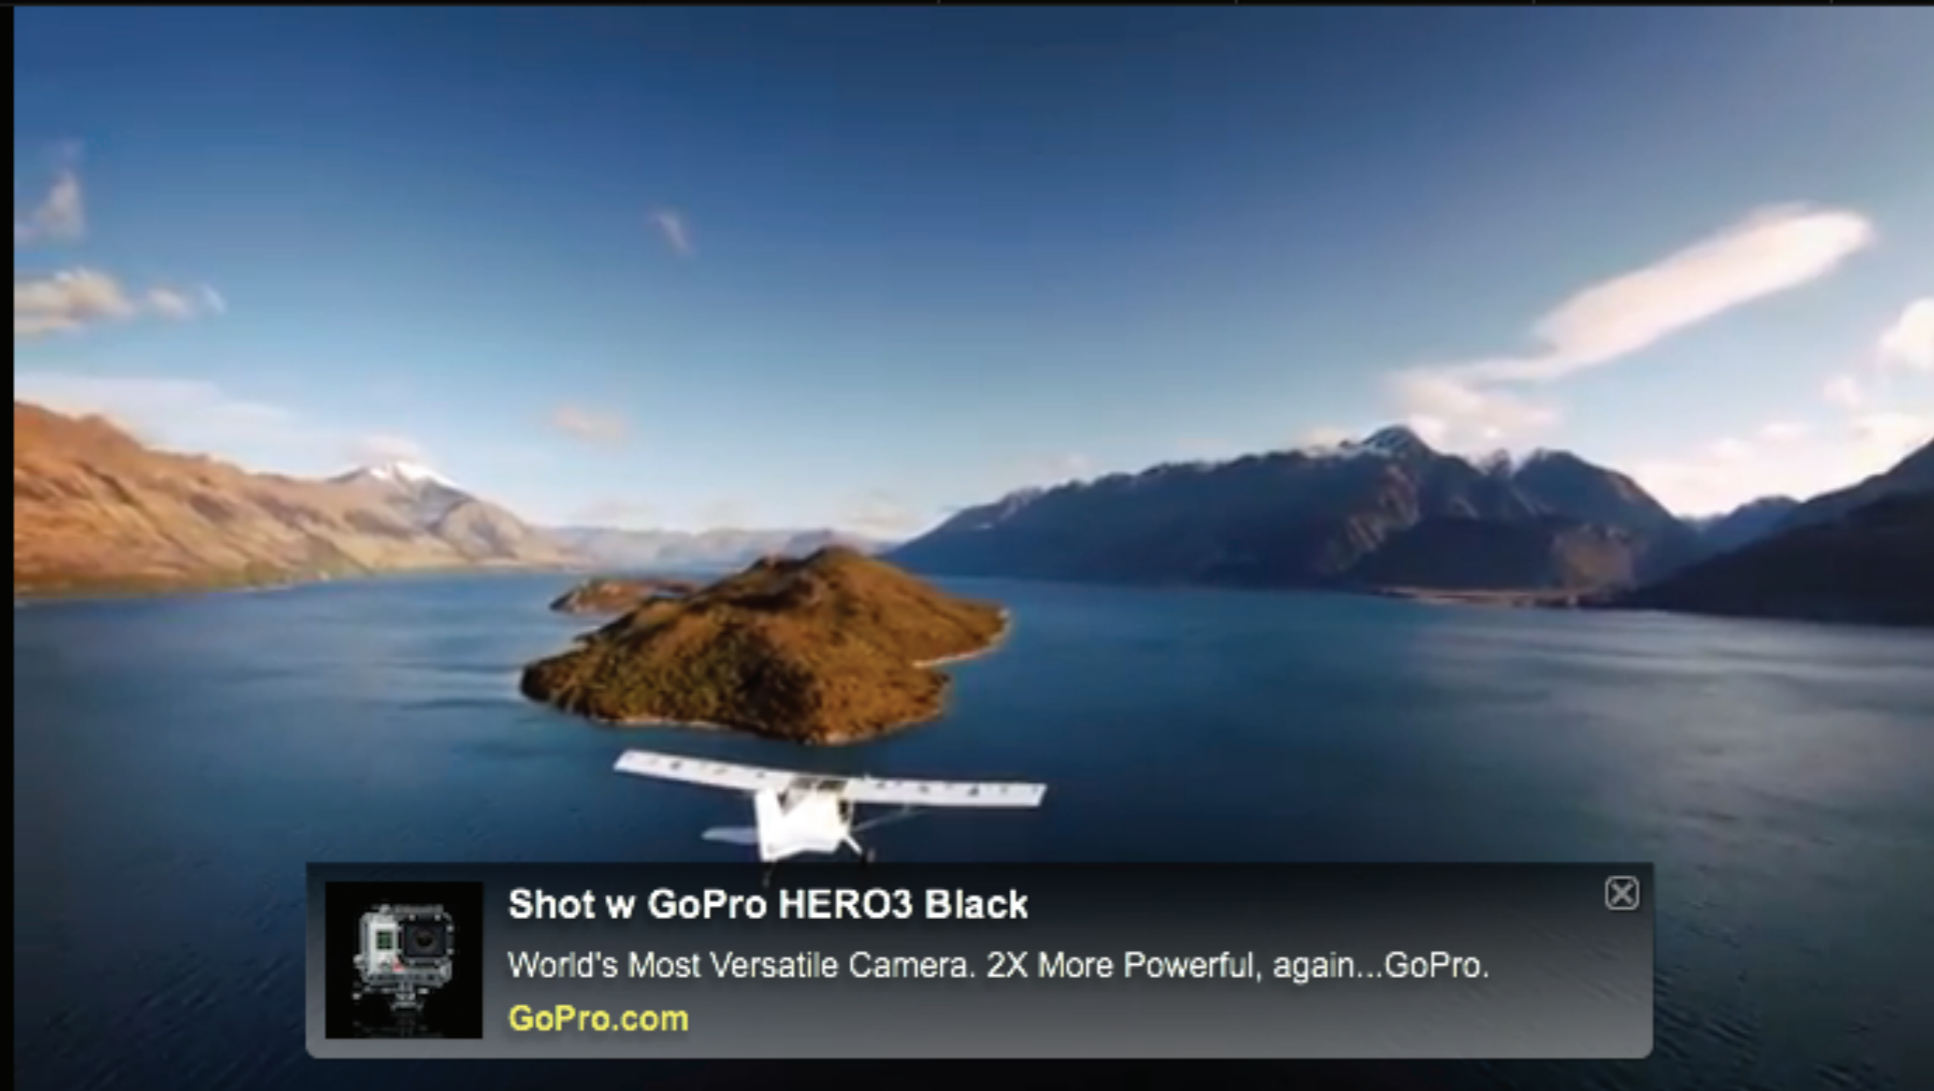 Shot w GoPro HERO3 Black
World's Most Versatile Camera. 2X More Powerful, again...GoPro.
GoPro.com